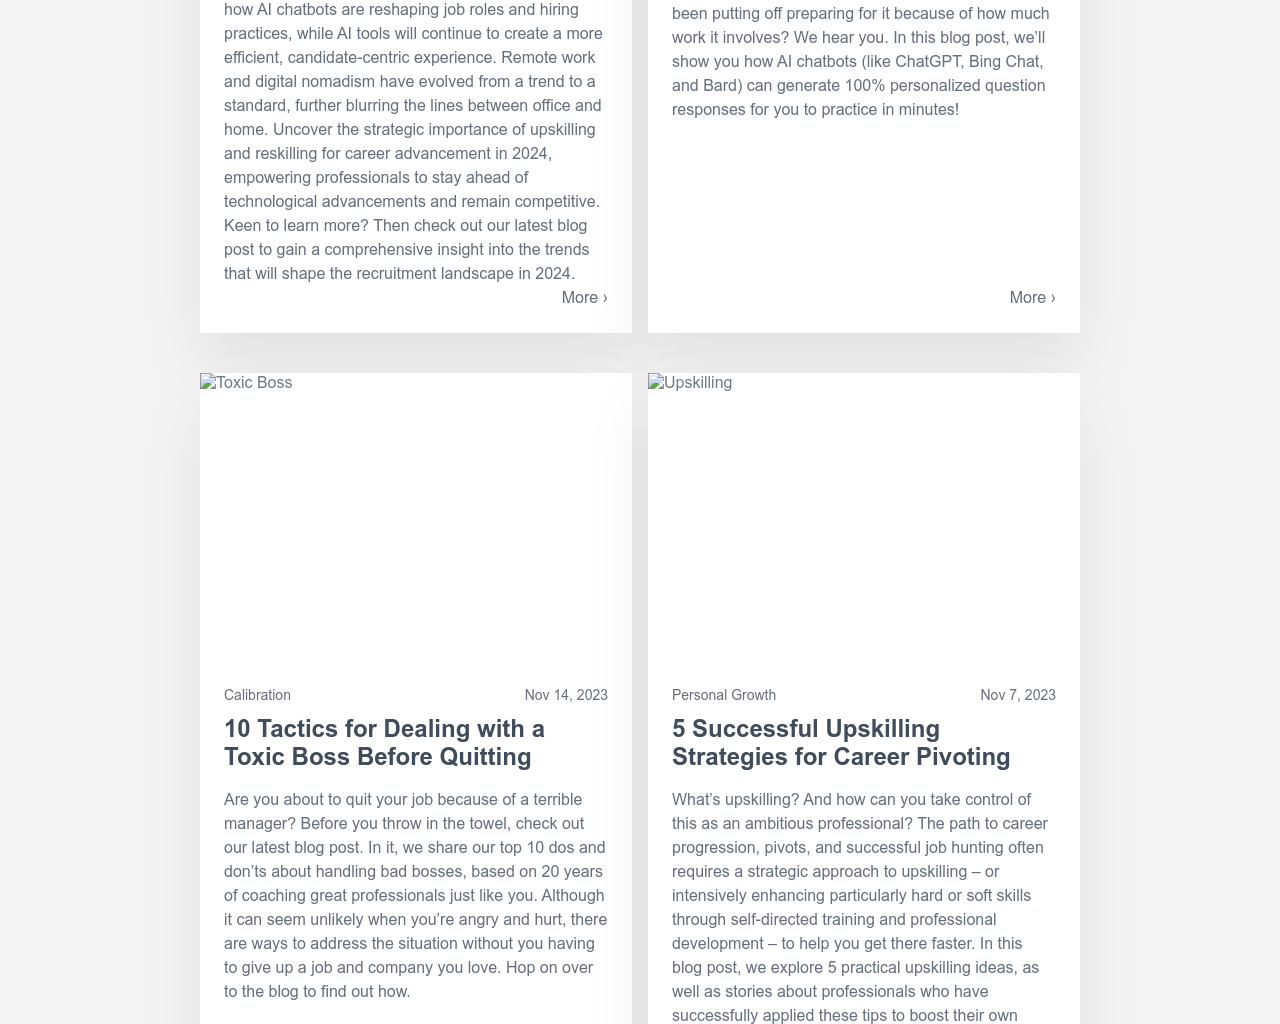 how AI chatbots are reshaping job roles and hiring
practices, while AI tools will continue to create a more
efficient, candidate-centric experience. Remote work
and digital nomadism have evolved from a trend to a
standard, further blurring the lines between office and
home. Uncover the strategic importance of upskilling
and reskilling for career advancement in 2024,
empowering professionals to stay ahead of
technological advancements and remain competitive.
Keen to learn more? Then check out our latest blog
post to gain a comprehensive insight into the trends
that will shape the recruitment landscape in 2024.
More ›
been putting off preparing for it because of how much
work it involves? We hear you. In this blog post, we’ll
show you how AI chatbots (like ChatGPT, Bing Chat,
and Bard) can generate 100% personalized question
responses for you to practice in minutes!
More ›
Toxic Boss
Calibration
Nov 14, 2023
10 Tactics for Dealing with a
Toxic Boss Before Quitting
Are you about to quit your job because of a terrible
manager? Before you throw in the towel, check out
our latest blog post. In it, we share our top 10 dos and
don’ts about handling bad bosses, based on 20 years
of coaching great professionals just like you. Although
it can seem unlikely when you’re angry and hurt, there
are ways to address the situation without you having
to give up a job and company you love. Hop on over
to the blog to find out how.
Upskilling
Personal Growth
Nov 7, 2023
5 Successful Upskilling
Strategies for Career Pivoting
What’s upskilling? And how can you take control of
this as an ambitious professional? The path to career
progression, pivots, and successful job hunting often
requires a strategic approach to upskilling – or
intensively enhancing particularly hard or soft skills
through self-directed training and professional
development – to help you get there faster. In this
blog post, we explore 5 practical upskilling ideas, as
well as stories about professionals who have
successfully applied these tips to boost their own